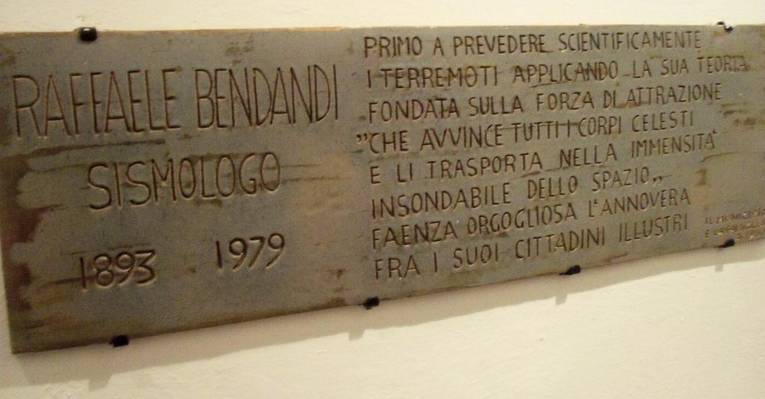 RAFFAELE BENDANDI
SISMOLOGO
1893 1979
PRIMO A PREVEDERE SCIENTIFICAMENTE
I TERREMOTI APPLICANDO LA SUA TEORIA
FONDATA SULLA FORZA DI ATTRAZIONE
"CHE AVVINCE TUTTI I CORPI CELESTI
E LI TRASPORTA NELLA IMMENSITA'
INSONDABILE DELLO SPAZIO„
FAENZA ORGOGLIOSA L'ANNOVERA
FRA I SUOI CITTADINI ILLUSTRI